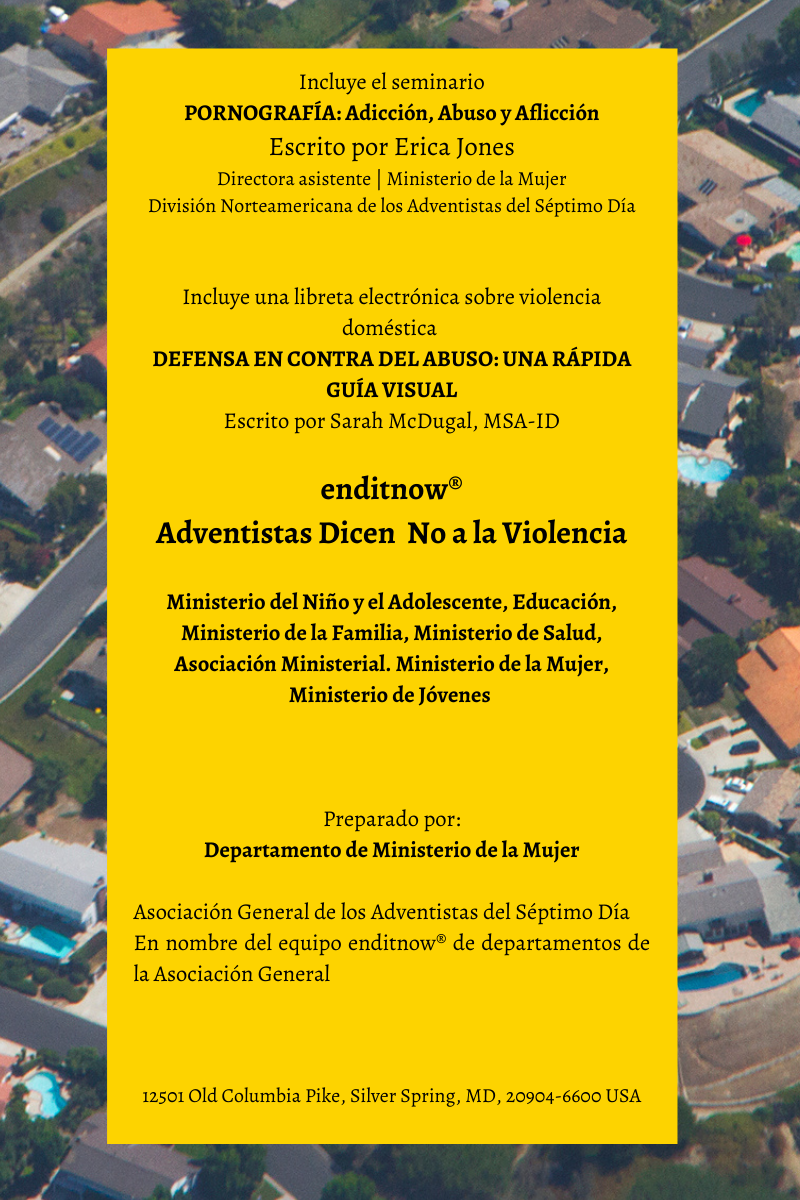 Incluye el seminario
PORNOGRAFÍA: Adicción, Abuso y Aflicción
Escrito por Erica Jones
Directora asistente | Ministerio de la Mujer
División Norteamericana de los Adventistas del Séptimo Día
Incluye una libreta electrónica sobre violencia
doméstica
DEFENSA EN CONTRA DEL ABUSO: UNA RÁPIDA
GUÍA VISUAL
Escrito por Sarah McDugal, MSA-ID
enditnow®
Adventistas Dicen No a la Violencia
Ministerio del Niño y el Adolescente, Educación,
Ministerio de la Familia, Ministerio de Salud,
Asociación Ministerial. Ministerio de la Mujer,
Ministerio de Jóvenes
Preparado por:
Departamento de Ministerio de la Mujer
Asociación General de los Adventistas del Séptimo Día
En nombre del equipo enditnow® de departamentos de
la Asociación General
12501 Old Columbia Pike, Silver Spring, MD, 20904-6600 USA